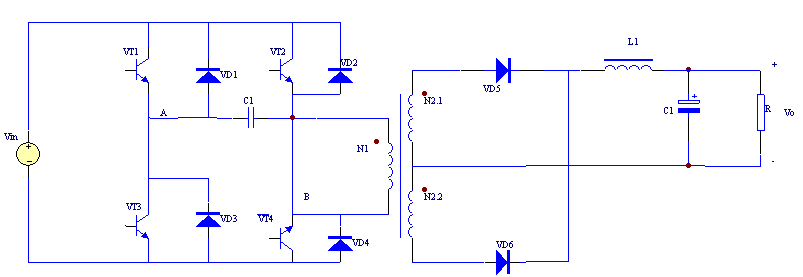 L1
VT1
VT2
VD2
+
VD1
VD5
N2.1
C1
+
C1
R
Vo
A
Vin
+
-
N1
B
N2.2
-
VT3
VD3
VT4
VD4
VD6